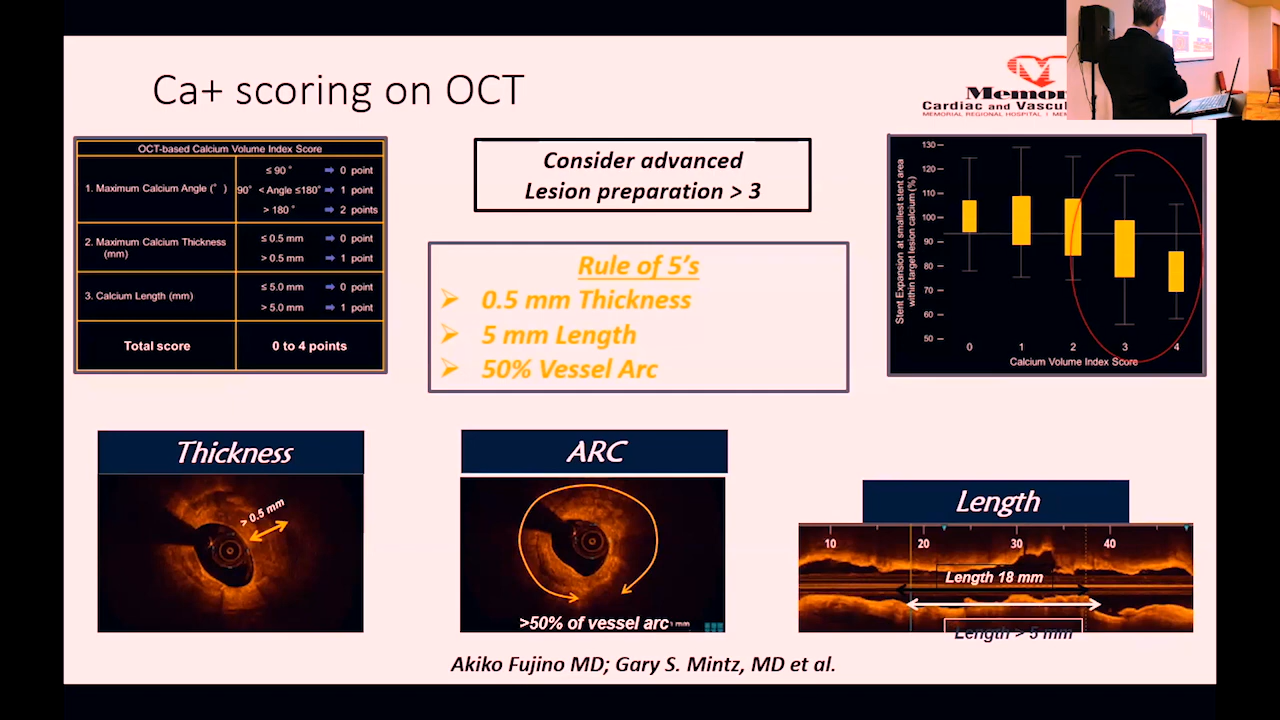 Ca+ scoring on OCT
Cardiac and
MEMORIAL REGIONAL HOSPITAL
OCT-based Calcium Volume Index Score
1. Maximum Calcium Angle (°)
≤ 90° ➡ 0 point
90° < Angle ≤180° ➡ 1 point
> 180° ➡ 2 points
2. Maximum Calcium Thickness
(mm)
≤ 0.5 mm ➡ 0 point
> 0.5 mm ➡ 1 point
3. Calcium Length (mm)
≤ 5.0 mm ➡ 0 point
> 5.0 mm ➡ 1 point
Total score 0 to 4 points
Consider advanced
Lesion preparation > 3
Rule of 5's
➢ 0.5 mm Thickness
➢ 5 mm Length
➢ 50% Vessel Arc
Stent Expansion at smallest stent area
within target lesion calcium (%)
130
120
110
100
90
80
70
60
50
0 1 2 3 4
Calcium Volume Index Score
Thickness
> 0.5 mm
ARC
>50% of vessel arc
1 mm
Length
10 20 30 40
Length 18 mm
Length > 5 mm
Akiko Fujino MD; Gary S. Mintz, MD et al.